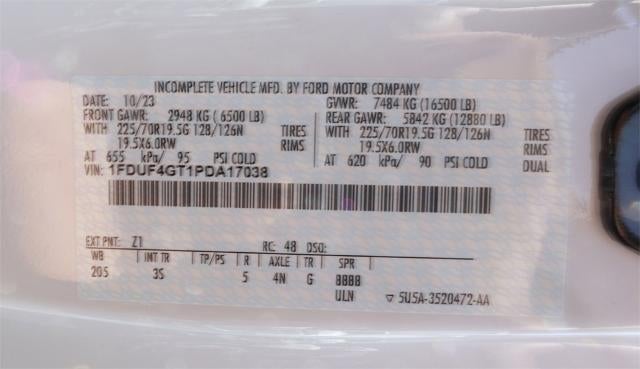 INCOMPLETE VEHICLE MFD. BY FORD MOTOR COMPANY
DATE: 10/23 GVWR: 7484 KG (16500 LB)
FRONT GAWR: 2948 KG ( 6500 LB) REAR GAWR: 5842 KG (12880 LB)
WITH 225/70R19.5G 128/126N TIRES WITH 225/70R19.5G 128/126N TIRES
19.5X6.0RW RIMS 19.5X6.0RW RIMS
AT 655 kPa/ 95 PSI COLD AT 620 kPa/ 90 PSI COLD DUAL
VIN: 1FDUF4GT1PDA17038
EXT PNT: Z1 RC: 48 DSO:
WB INT TR TP/PS R AXLE TR SPR
205 3S 5 4N G 8888
ULN ▽ 5U5A-3520472-AA